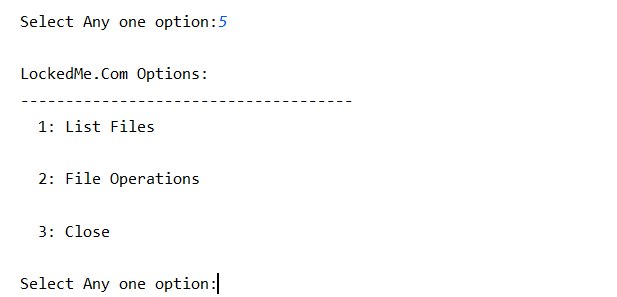 Select Any one option:5
LockedMe.Com Options:
-------------------------------------
1: List Files
2: File Operations
3: Close
Select Any one option: